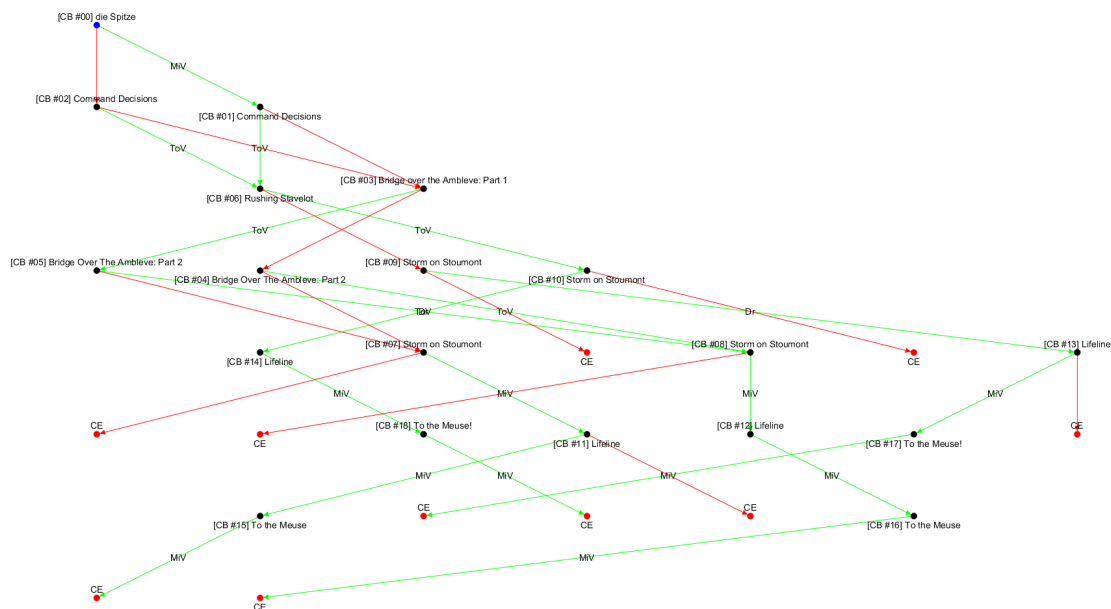 [CB #00] die Spitze
MiV
[CB #02] Command Decisions
[CB #01] Command Decisions
ToV
ToV
[CB #03] Bridge over the Ambleve: Part 1
[CB #06] Rushing Stavelot
ToV
ToV
[CB #05] Bridge Over The Ambleve: Part 2
[CB #04] Bridge Over The Ambleve: Part 2
[CB #09] Storm on Stoumont
[CB #10] Storm on Stoumont
ToV
Dr
[CB #14] Lifeline
[CB #07] Storm on Stoumont
CE
[CB #08] Storm on Stoumont
CE
[CB #13] Lifeline
MiV
MiV
MiV
MiV
CE
CE
[CB #18] To the Meuse!
[CB #11] Lifeline
[CB #12] Lifeline
[CB #17] To the Meuse!
CE
MiV
MiV
MiV
MiV
[CB #15] To the Meuse
CE
CE
CE
[CB #16] To the Meuse
MiV
MiV
CE
CE